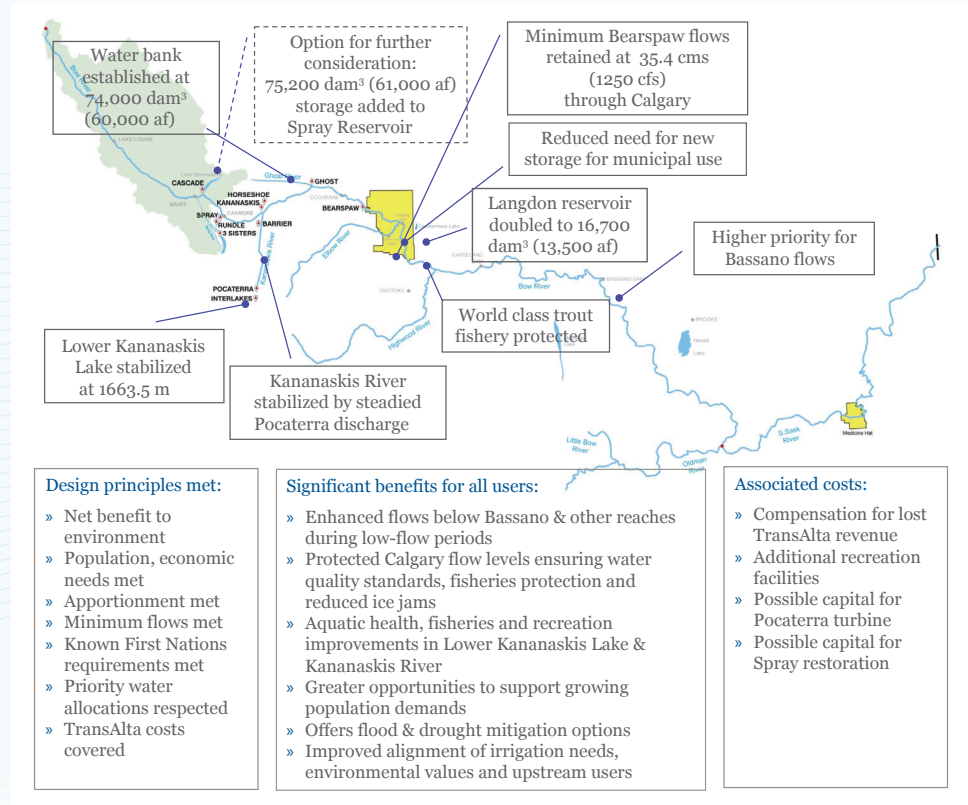 Water bank
established at
74,000 dam³
(60,000 af)
Option for further
consideration:
75,200 dam³ (61,000 af)
storage added to
Spray Reservoir
Minimum Bearspaw flows
retained at 35.4 cms
(1250 cfs)
through Calgary
Reduced need for new
storage for municipal use
Langdon reservoir
doubled to 16,700
dam³ (13,500 af)
Higher priority for
Bassano flows
World class trout
fishery protected
Lower Kananaskis
Lake stabilized
at 1663.5 m
Kananaskis River
stabilized by steadied
Pocaterra discharge
Bow River
LAKE LOUISE
CASCADE
BANFF
CANMORE
SPRAY
RUNDLE
3 SISTERS
HORSESHOE
KANANASKIS
BARRIER
Ghost River
GHOST
COCHRANE
BEARSPAW
Elbow River
POCATERRA
INTERLAKES
OKOTOKS
Highwood River
CARSELAND
Bow River
BASSANO DAM
BROOKS
Newell
Lake
Medicine Hat
S.Sask
River
Oldman
River
Little Bow
River
Design principles met:
» Net benefit to
environment
» Population, economic
needs met
» Apportionment met
» Minimum flows met
» Known First Nations
requirements met
» Priority water
allocations respected
» TransAlta costs
covered
Significant benefits for all users:
» Enhanced flows below Bassano & other reaches
during low-flow periods
» Protected Calgary flow levels ensuring water
quality standards, fisheries protection and
reduced ice jams
» Aquatic health, fisheries and recreation
improvements in Lower Kananaskis Lake &
Kananaskis River
» Greater opportunities to support growing
population demands
» Offers flood & drought mitigation options
» Improved alignment of irrigation needs,
environmental values and upstream users
Associated costs:
» Compensation for lost
TransAlta revenue
» Additional recreation
facilities
» Possible capital for
Pocaterra turbine
» Possible capital for
Spray restoration